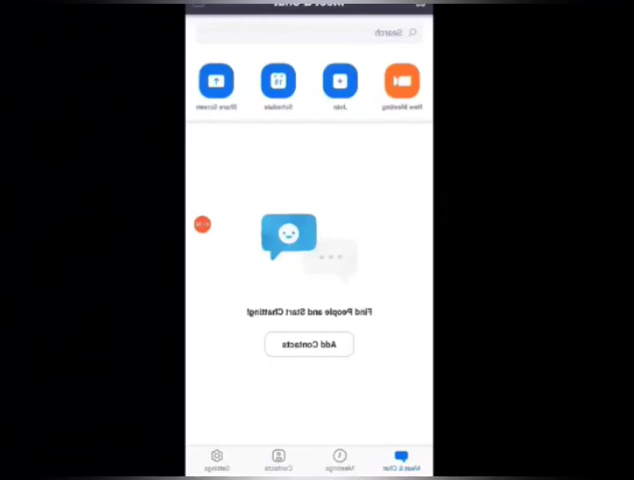 Meet & Chat
Search
New Meeting
Join
Schedule
Share Screen
19
Find People and Start Chatting!
Add Contacts
Meet & Chat
Meetings
Contacts
Settings